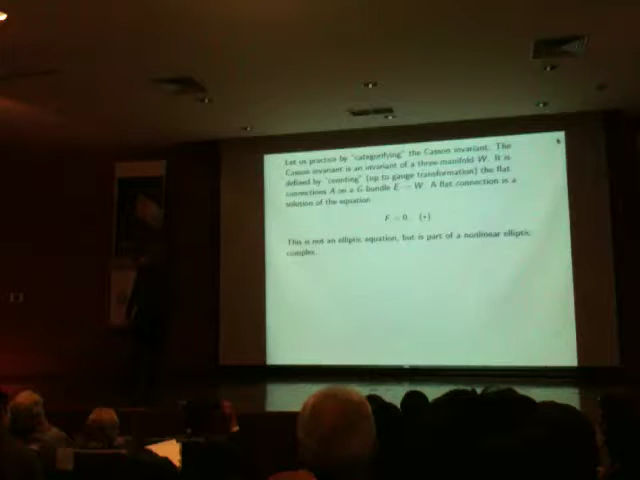 Let us practice by "categorifying" the Casson invariant. The
Casson invariant is an invariant of a three-manifold W. It is
defined by "counting" (up to gauge transformation) the flat
connections A on a G-bundle E → W. A flat connection is a
solution of the equation
F = 0. (*)
This is not an elliptic equation, but is part of a nonlinear elliptic
complex.